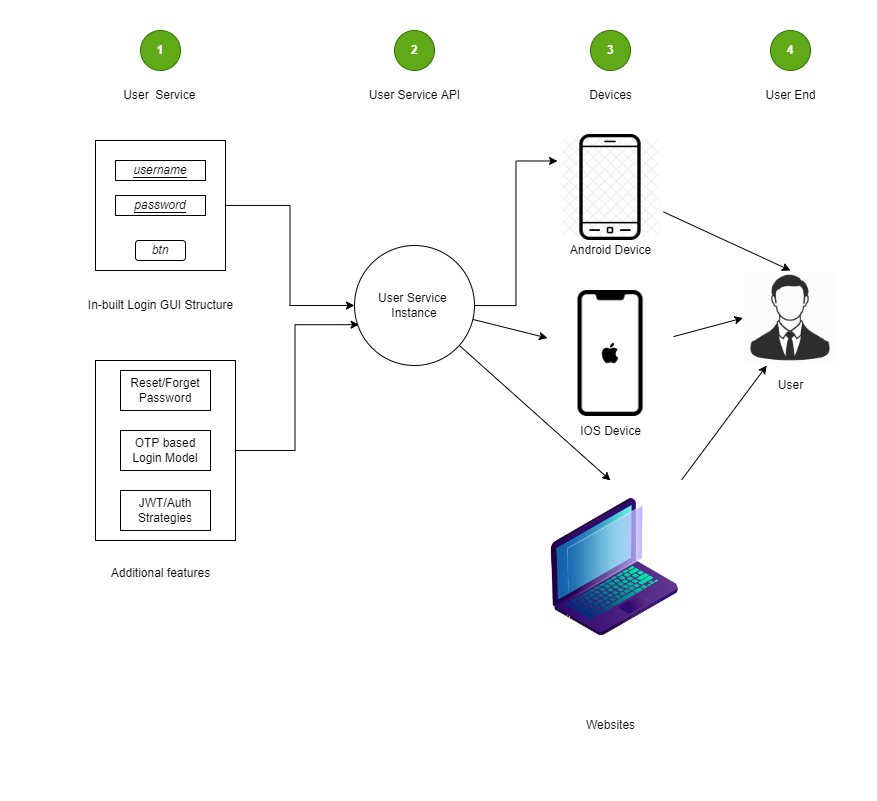 1
2
3
4
User Service
User Service API
Devices
User End
username
password
btn
In-built Login GUI Structure
Reset/Forget
Password
OTP based
Login Model
JWT/Auth
Strategies
Additional features
User Service
Instance
Android Device
IOS Device
Websites
User